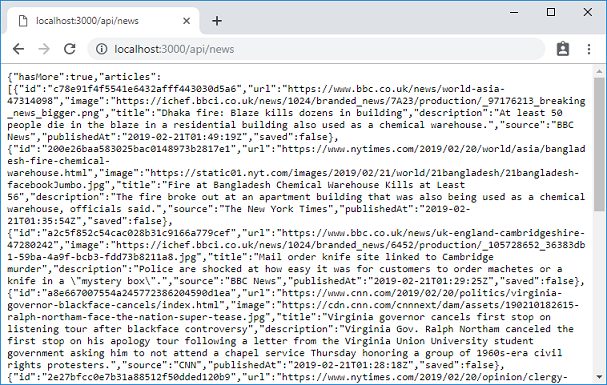 localhost:3000/api/news
localhost:3000/api/news
{"hasMore":true,"articles":
[{"id":"c78e91f4f5541e6432afff443030d5a6","url":"https://www.bbc.co.uk/news/world-asia-
47314098","image":"https://ichef.bbci.co.uk/news/1024/branded_news/7A23/production/_97176213_breaking
_news_bigger.png","title":"Dhaka fire: Blaze kills dozens in building","description":"At least 50
people die in the blaze in a residential building also used as a chemical warehouse.","source":"BBC
News","publishedAt":"2019-02-21T01:49:19Z","saved":false},
{"id":"200e26baa583025bac0148973b2817e1","url":"https://www.nytimes.com/2019/02/20/world/asia/banglad
esh-fire-chemical-
warehouse.html","image":"https://static01.nyt.com/images/2019/02/21/world/21bangladesh/21bangladesh-
facebookJumbo.jpg","title":"Fire at Bangladesh Chemical Warehouse Kills at Least
56","description":"The fire broke out at an apartment building that was also being used as a chemical
warehouse, officials said.","source":"The New York Times","publishedAt":"2019-02-
21T01:35:54Z","saved":false},
{"id":"a2c5f852c54cac028b31c9166a779cef","url":"https://www.bbc.co.uk/news/uk-england-cambridgeshire-
47280242","image":"https://ichef.bbci.co.uk/news/1024/branded_news/6452/production/_105728652_36383db
1-59ba-4a9f-bcb3-fdd73b8211a8.jpg","title":"Mail order knife site linked to Cambridge
murder","description":"Police are shocked at how easy it was for customers to order machetes or a
knife in a \"mystery box\".","source":"BBC News","publishedAt":"2019-02-21T01:29:25Z","saved":false},
{"id":"a8e667007554a245772386204590d1ea","url":"https://www.cnn.com/2019/02/20/politics/virginia-
governor-blackface-cancels/index.html","image":"https://cdn.cnn.com/cnnnext/dam/assets/190210182615-
ralph-northam-face-the-nation-super-tease.jpg","title":"Virginia governor cancels first stop on
listening tour after blackface controversy","description":"Virginia Gov. Ralph Northam canceled the
first stop on his apology tour following a letter from the Virginia Union University student
government asking him to not attend a chapel service Thursday honoring a group of 1960s-era civil
rights protesters.","source":"CNN","publishedAt":"2019-02-21T01:28:18Z","saved":false},
{"id":"2e27bfcc0e7b31a88512f50dded120b9","url":"https://www.nytimes.com/2019/02/20/opinion/clergy-